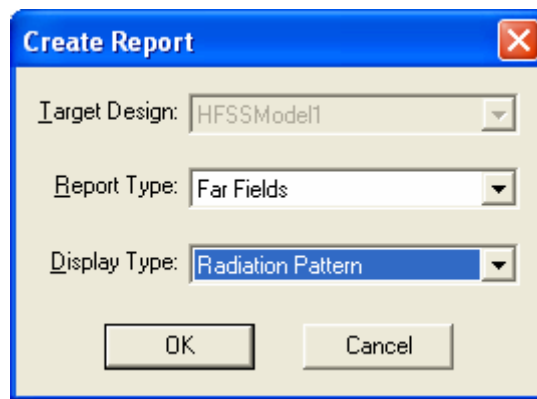 Create Report
Target Design: HFSSModel1
Report Type: Far Fields
Display Type: Radiation Pattern
OK Cancel